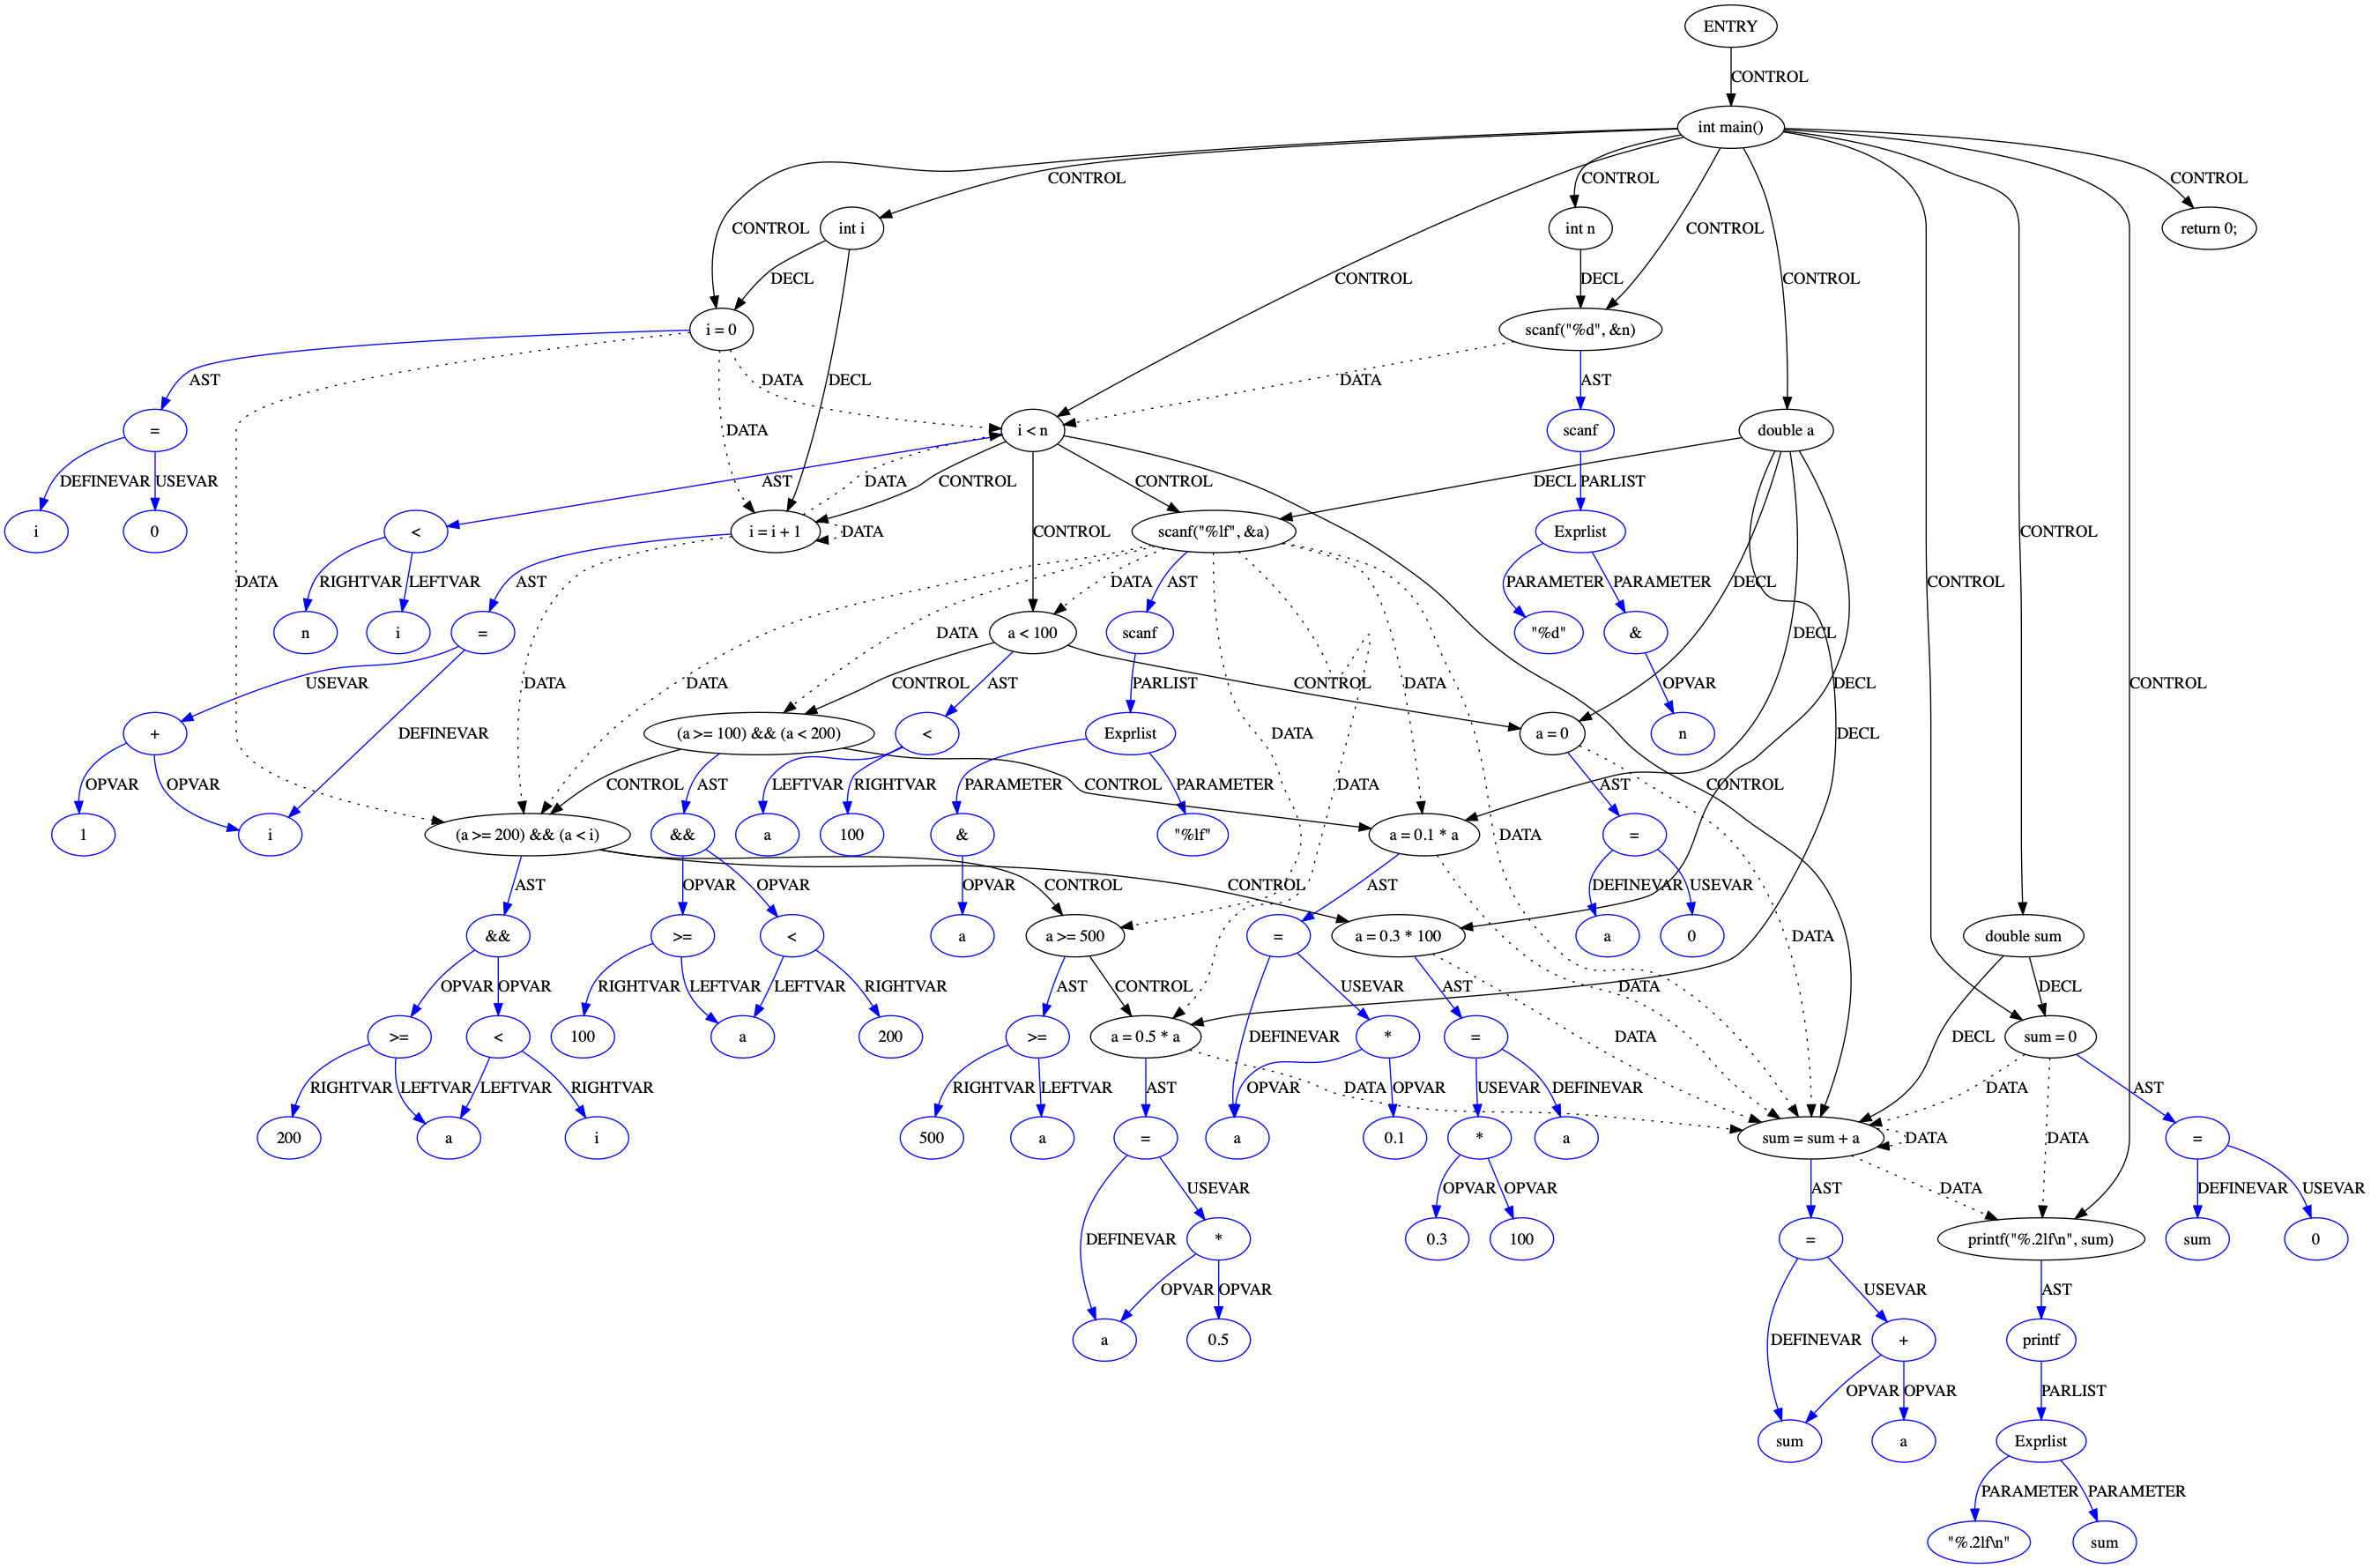 ENTRY
CONTROL
int main()
CONTROL CONTROL CONTROL
int i int n return 0;
CONTROL CONTROL
DECL CONTROL DECL CONTROL
i = 0 scanf("%d", &n)
AST DATA DECL DATA AST CONTROL
= i < n scanf double a
DEFINEVAR USEVAR DATA AST DATA CONTROL CONTROL DECL PARLIST
i 0 < i = i + 1 DATA scanf("%lf", &a) Exprlist CONTROL
DATA RIGHTVAR LEFTVAR AST CONTROL DATA AST PARAMETER PARAMETER DECL CONTROL
n i = a < 100 scanf "%d" & DECL
USEVAR DATA DATA DATA CONTROL AST PARLIST CONTROL DATA OPVAR DECL CONTROL
+ (a >= 100) && (a < 200) < Exprlist DATA a = 0 n DECL
OPVAR OPVAR DEFINEVAR CONTROL AST LEFTVAR RIGHTVAR CONTROL PARAMETER PARAMETER DATA AST CONTROL
1 i (a >= 200) && (a < i) && a 100 & "%lf" a = 0.1 * a DATA =
AST OPVAR OPVAR OPVAR CONTROL CONTROL AST DEFINEVAR USEVAR
&& >= < a a >= 500 = a = 0.3 * 100 a 0 DATA double sum
OPVAR OPVAR RIGHTVAR LEFTVAR LEFTVAR RIGHTVAR AST CONTROL USEVAR AST DATA DECL
>= < 100 a 200 >= a = 0.5 * a DEFINEVAR * = DATA DECL sum = 0
RIGHTVAR LEFTVAR LEFTVAR RIGHTVAR RIGHTVAR LEFTVAR AST DATA OPVAR OPVAR USEVAR DEFINEVAR DATA AST
200 a i 500 a = a 0.1 * a sum = sum + a DATA DATA =
DEFINEVAR USEVAR OPVAR OPVAR AST DATA DEFINEVAR USEVAR
* 0.3 100 = printf("%.2lf\n", sum) sum 0
OPVAR OPVAR DEFINEVAR USEVAR AST
a 0.5 + printf
OPVAR OPVAR PARLIST
sum a Exprlist
PARAMETER PARAMETER
"%.2lf\n" sum